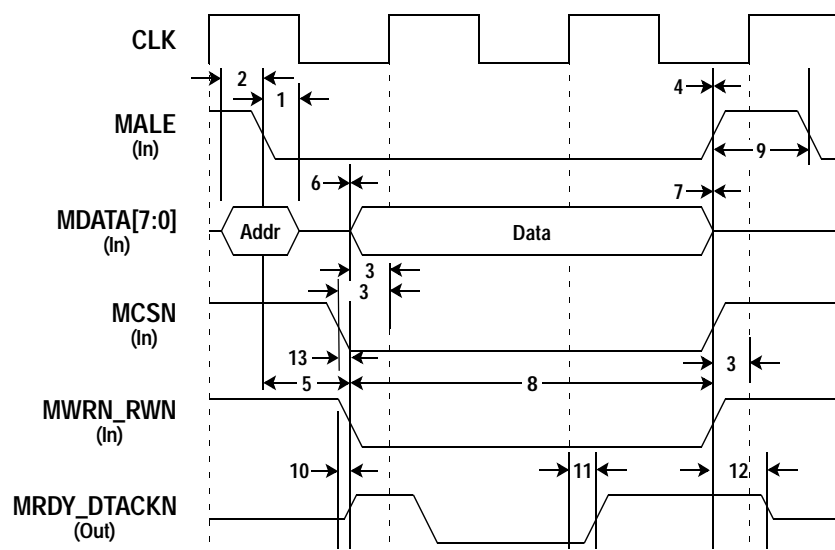 CLK
2
4
1
MALE
(In)
9
6
7
MDATA[7:0]
(In)
Addr
Data
3
3
MCSN
(In)
13
3
5
8
MWRN_RWN
(In)
10
11
12
MRDY_DTACKN
(Out)